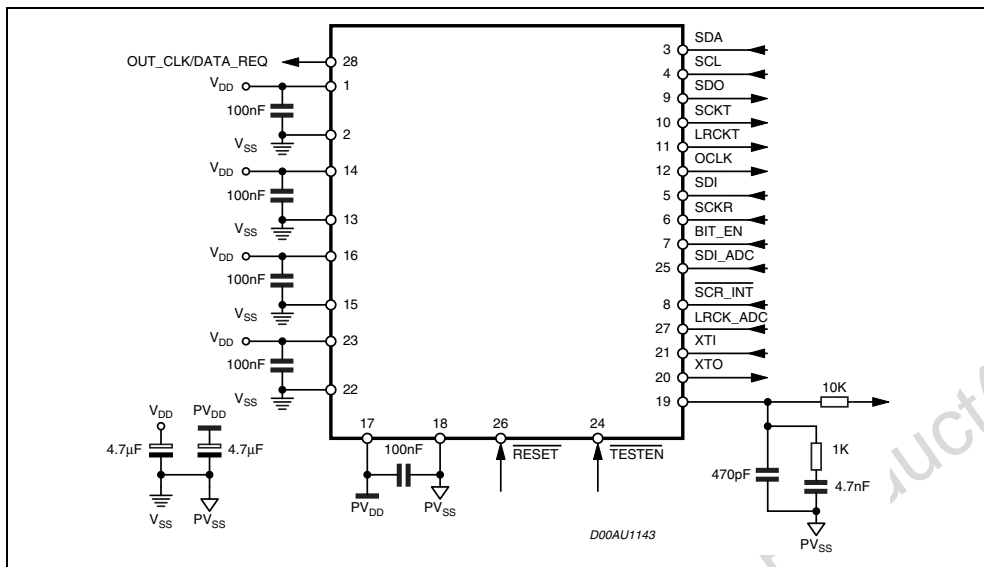 OUT_CLK/DATA_REQ
28
VDD
1
100nF
2
VSS
VDD
14
100nF
13
VSS
VDD
16
100nF
15
VSS
VDD
23
100nF
22
VSS
3 SDA
4 SCL
9 SDO
10 SCKT
11 LRCKT
12 OCLK
5 SDI
6 SCKR
7 BIT_EN
25 SDI_ADC
8 SCR_INT
27 LRCK_ADC
21 XTI
20 XTO
19
10K
1K
470pF
4.7nF
PVSS
VDD
PVDD
4.7µF
4.7µF
VSS
PVSS
17
18
26
24
100nF
RESET
TESTEN
PVDD
PVSS
D00AU1143